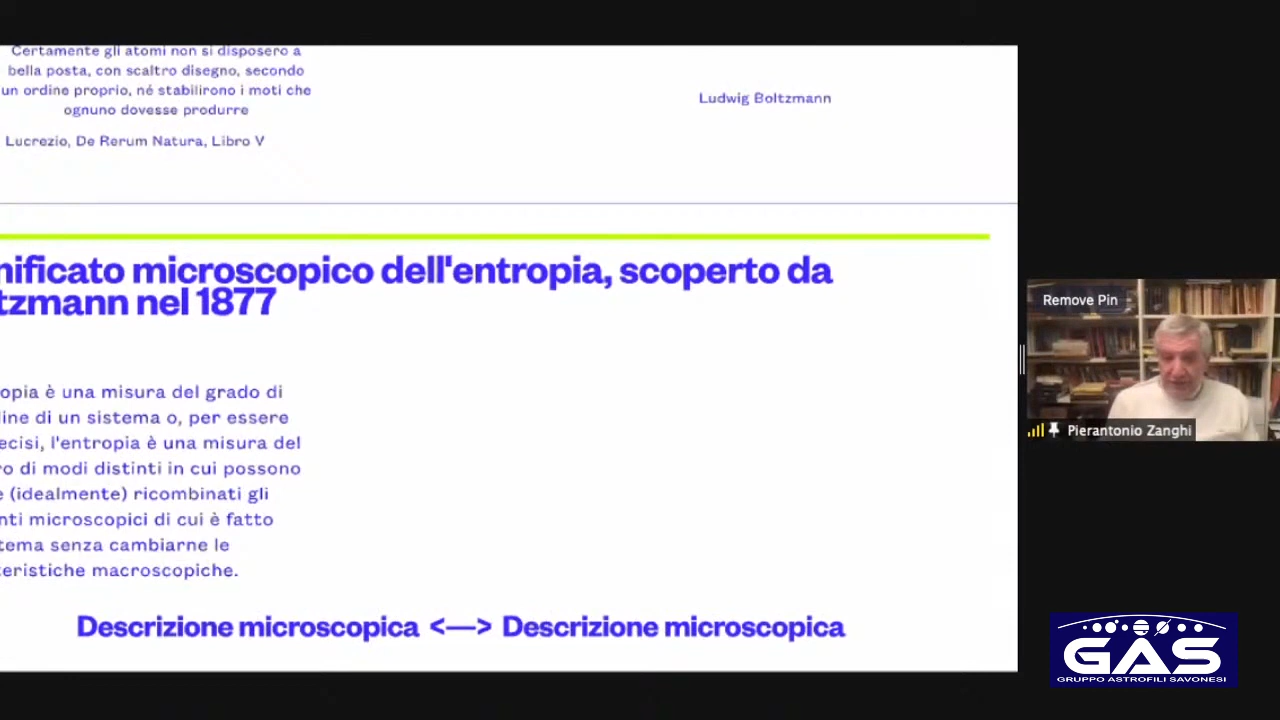 Certamente gli atomi non si disposero a
bella posta, con scaltro disegno, secondo
un ordine proprio, né stabilirono i moti che
ognuno dovesse produrre
Lucrezio, De Rerum Natura, Libro V
Ludwig Boltzmann
nificato microscopico dell'entropia, scoperto da
tzmann nel 1877
opia è una misura del grado di
line di un sistema o, per essere
ecisi, l'entropia è una misura del
o di modi distinti in cui possono
e (idealmente) ricombinati gli
nti microscopici di cui è fatto
tema senza cambiarne le
eristiche macroscopiche.
Descrizione microscopica <—> Descrizione microscopica
Remove Pin
Pierantonio Zanghi
GAS
GRUPPO ASTROFILI SAVONESI